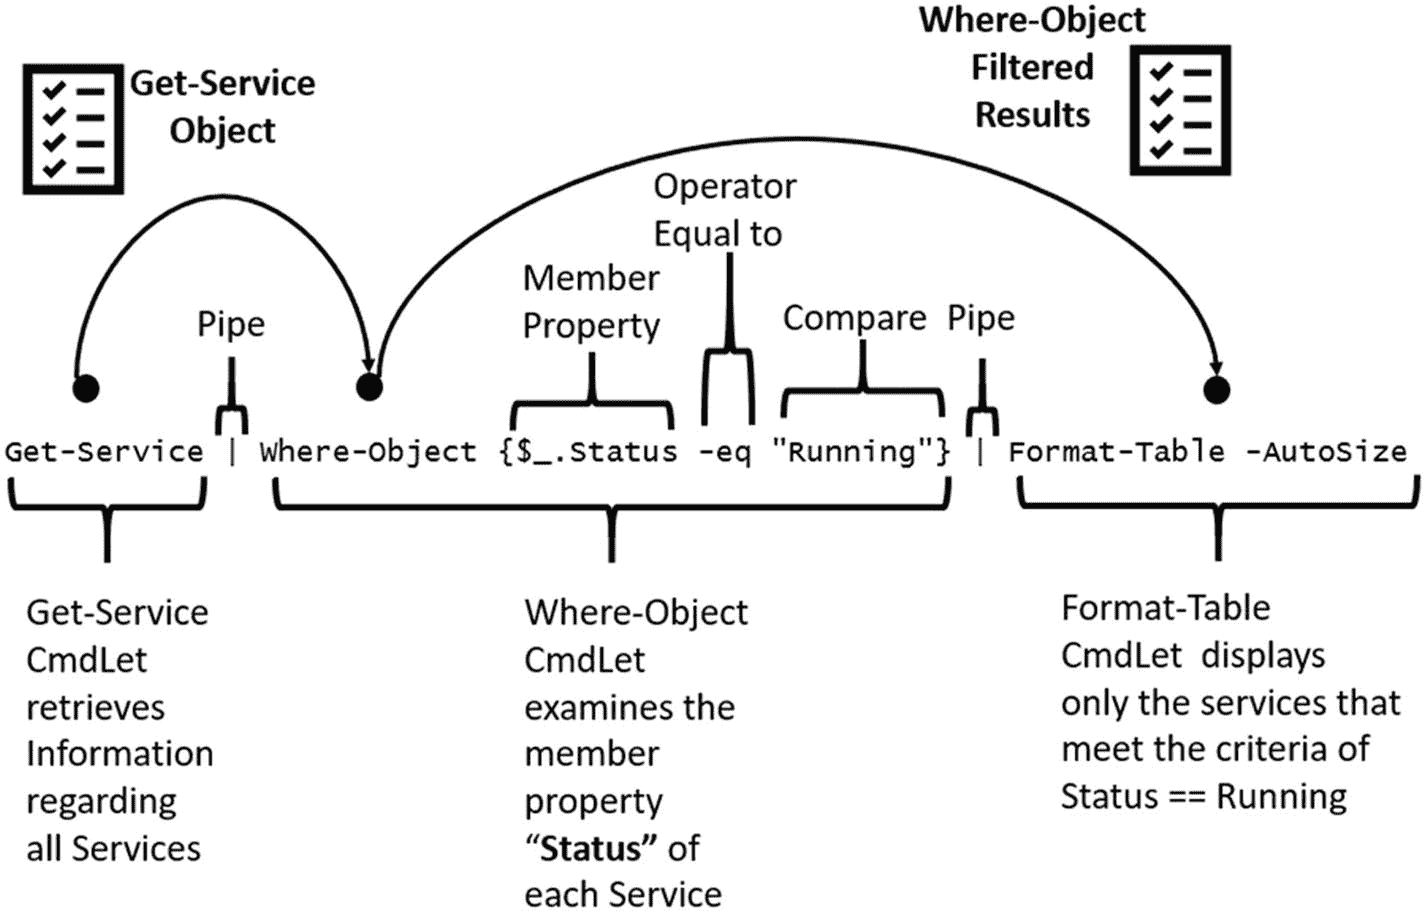 Get-Service
Object
Where-Object
Filtered
Results
Operator
Equal to
Member
Property
Pipe
Compare
Pipe
Get-Service | Where-Object {$_.Status -eq "Running"} | Format-Table -AutoSize
Get-Service
CmdLet
retrieves
Information
regarding
all Services
Where-Object
CmdLet
examines the
member
property
“Status” of
each Service
Format-Table
CmdLet displays
only the services that
meet the criteria of
Status == Running